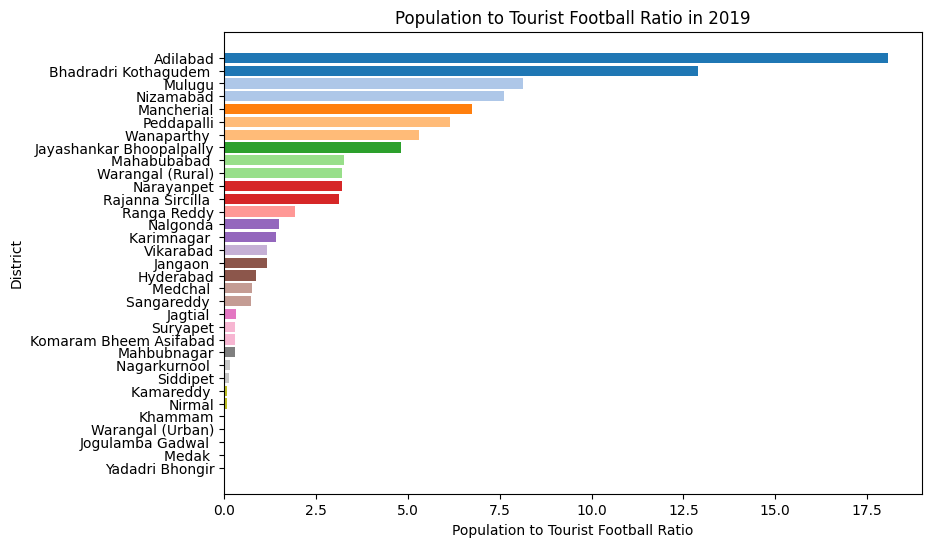 Population to Tourist Football Ratio in 2019
Adilabad
Bhadradri Kothagudem
Mulugu
Nizamabad
Mancherial
Peddapalli
Wanaparthy
Jayashankar Bhoopalpally
Mahabubabad
Warangal (Rural)
Narayanpet
Rajanna Sircilla
Ranga Reddy
Nalgonda
Karimnagar
Vikarabad
Jangaon
Hyderabad
Medchal
Sangareddy
Jagtial
Suryapet
Komaram Bheem Asifabad
Mahbubnagar
Nagarkurnool
Siddipet
Kamareddy
Nirmal
Khammam
Warangal (Urban)
Jogulamba Gadwal
Medak
Yadadri Bhongir
District
0.0 2.5 5.0 7.5 10.0 12.5 15.0 17.5
Population to Tourist Football Ratio